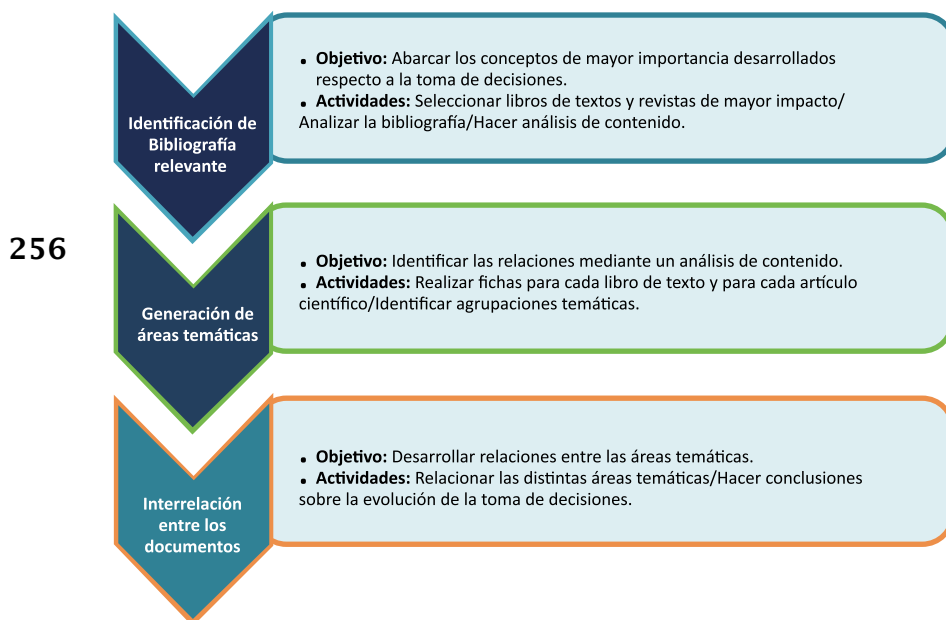 Identificación de
Bibliografía
relevante
• Objetivo: Abarcar los conceptos de mayor importancia desarrollados
respecto a la toma de decisiones.
• Actividades: Seleccionar libros de textos y revistas de mayor impacto/
Analizar la bibliografía/Hacer análisis de contenido.
256
Generación de
áreas temáticas
• Objetivo: Identificar las relaciones mediante un análisis de contenido.
• Actividades: Realizar fichas para cada libro de texto y para cada artículo
científico/Identificar agrupaciones temáticas.
Interrelación
entre los
documentos
• Objetivo: Desarrollar relaciones entre las áreas temáticas.
• Actividades: Relacionar las distintas áreas temáticas/Hacer conclusiones
sobre la evolución de la toma de decisiones.